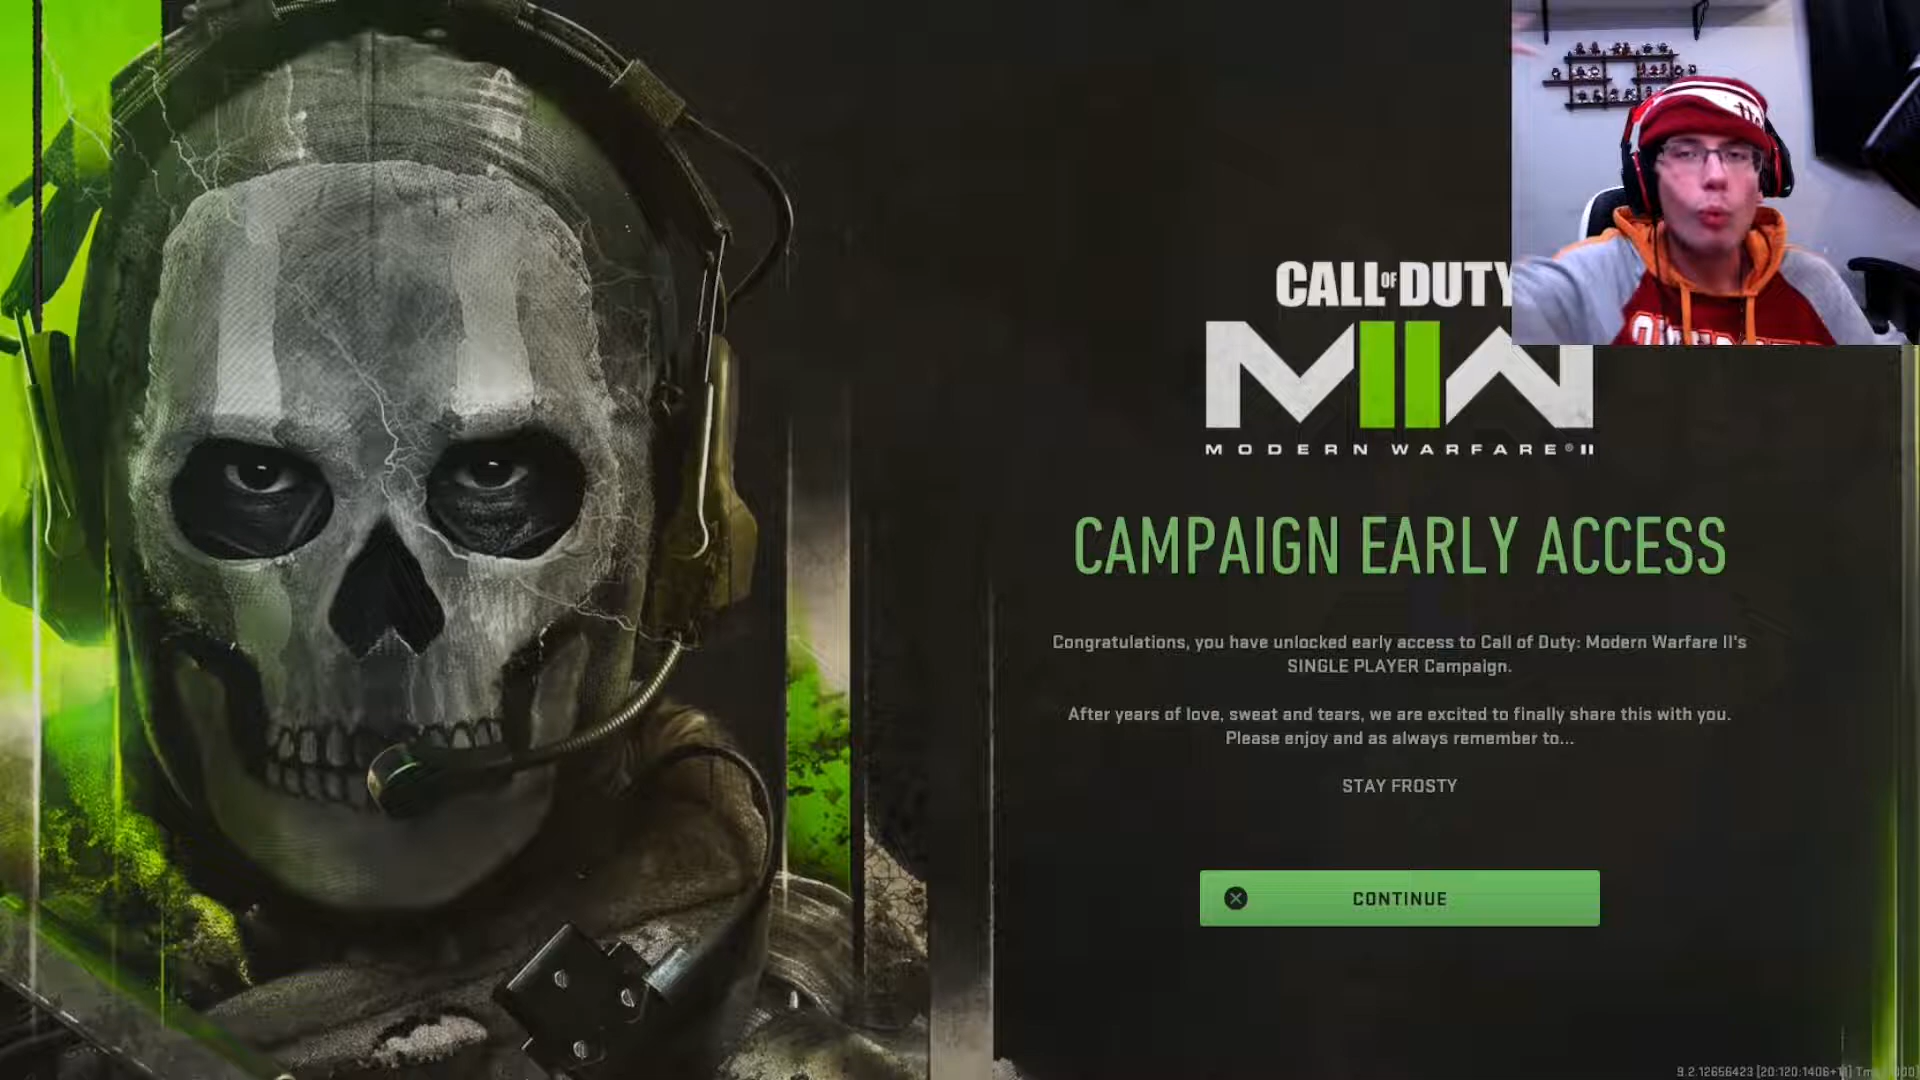 CALL OF DUTY
MIIW
MODERN WARFARE® II
CAMPAIGN EARLY ACCESS
Congratulations, you have unlocked early access to Call of Duty: Modern Warfare II's
SINGLE PLAYER Campaign.
After years of love, sweat and tears, we are excited to finally share this with you.
Please enjoy and as always remember to...
STAY FROSTY
CONTINUE